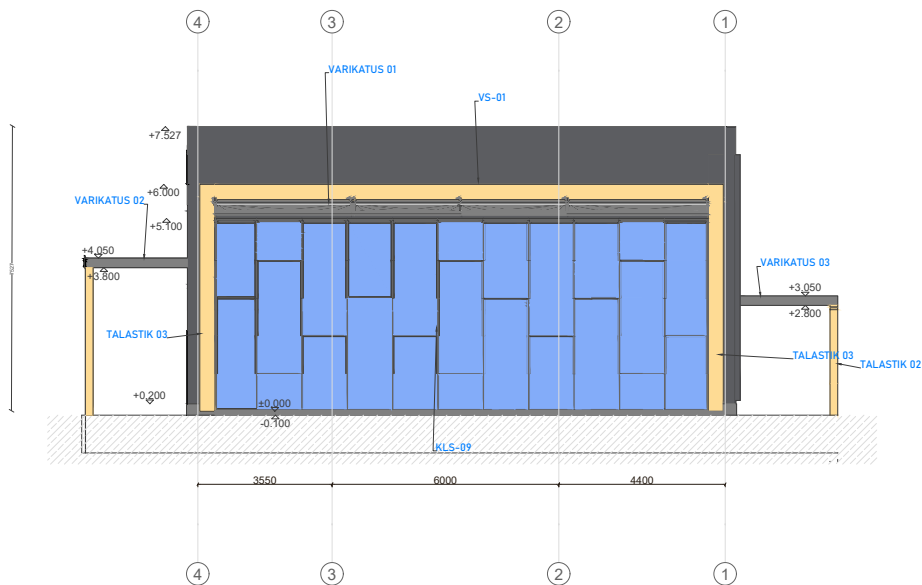 4 3 2 1
VARIKATUS 01
VS-01
+7.527
+6.000
VARIKATUS 02
+5.100
+4.050
+3.800
VARIKATUS 03
+3.050
+2.800
TALASTIK 03
TALASTIK 03
TALASTIK 02
+0.200
±0.000
-0.100
KLS-09
3550 6000 4400
4 3 2 1